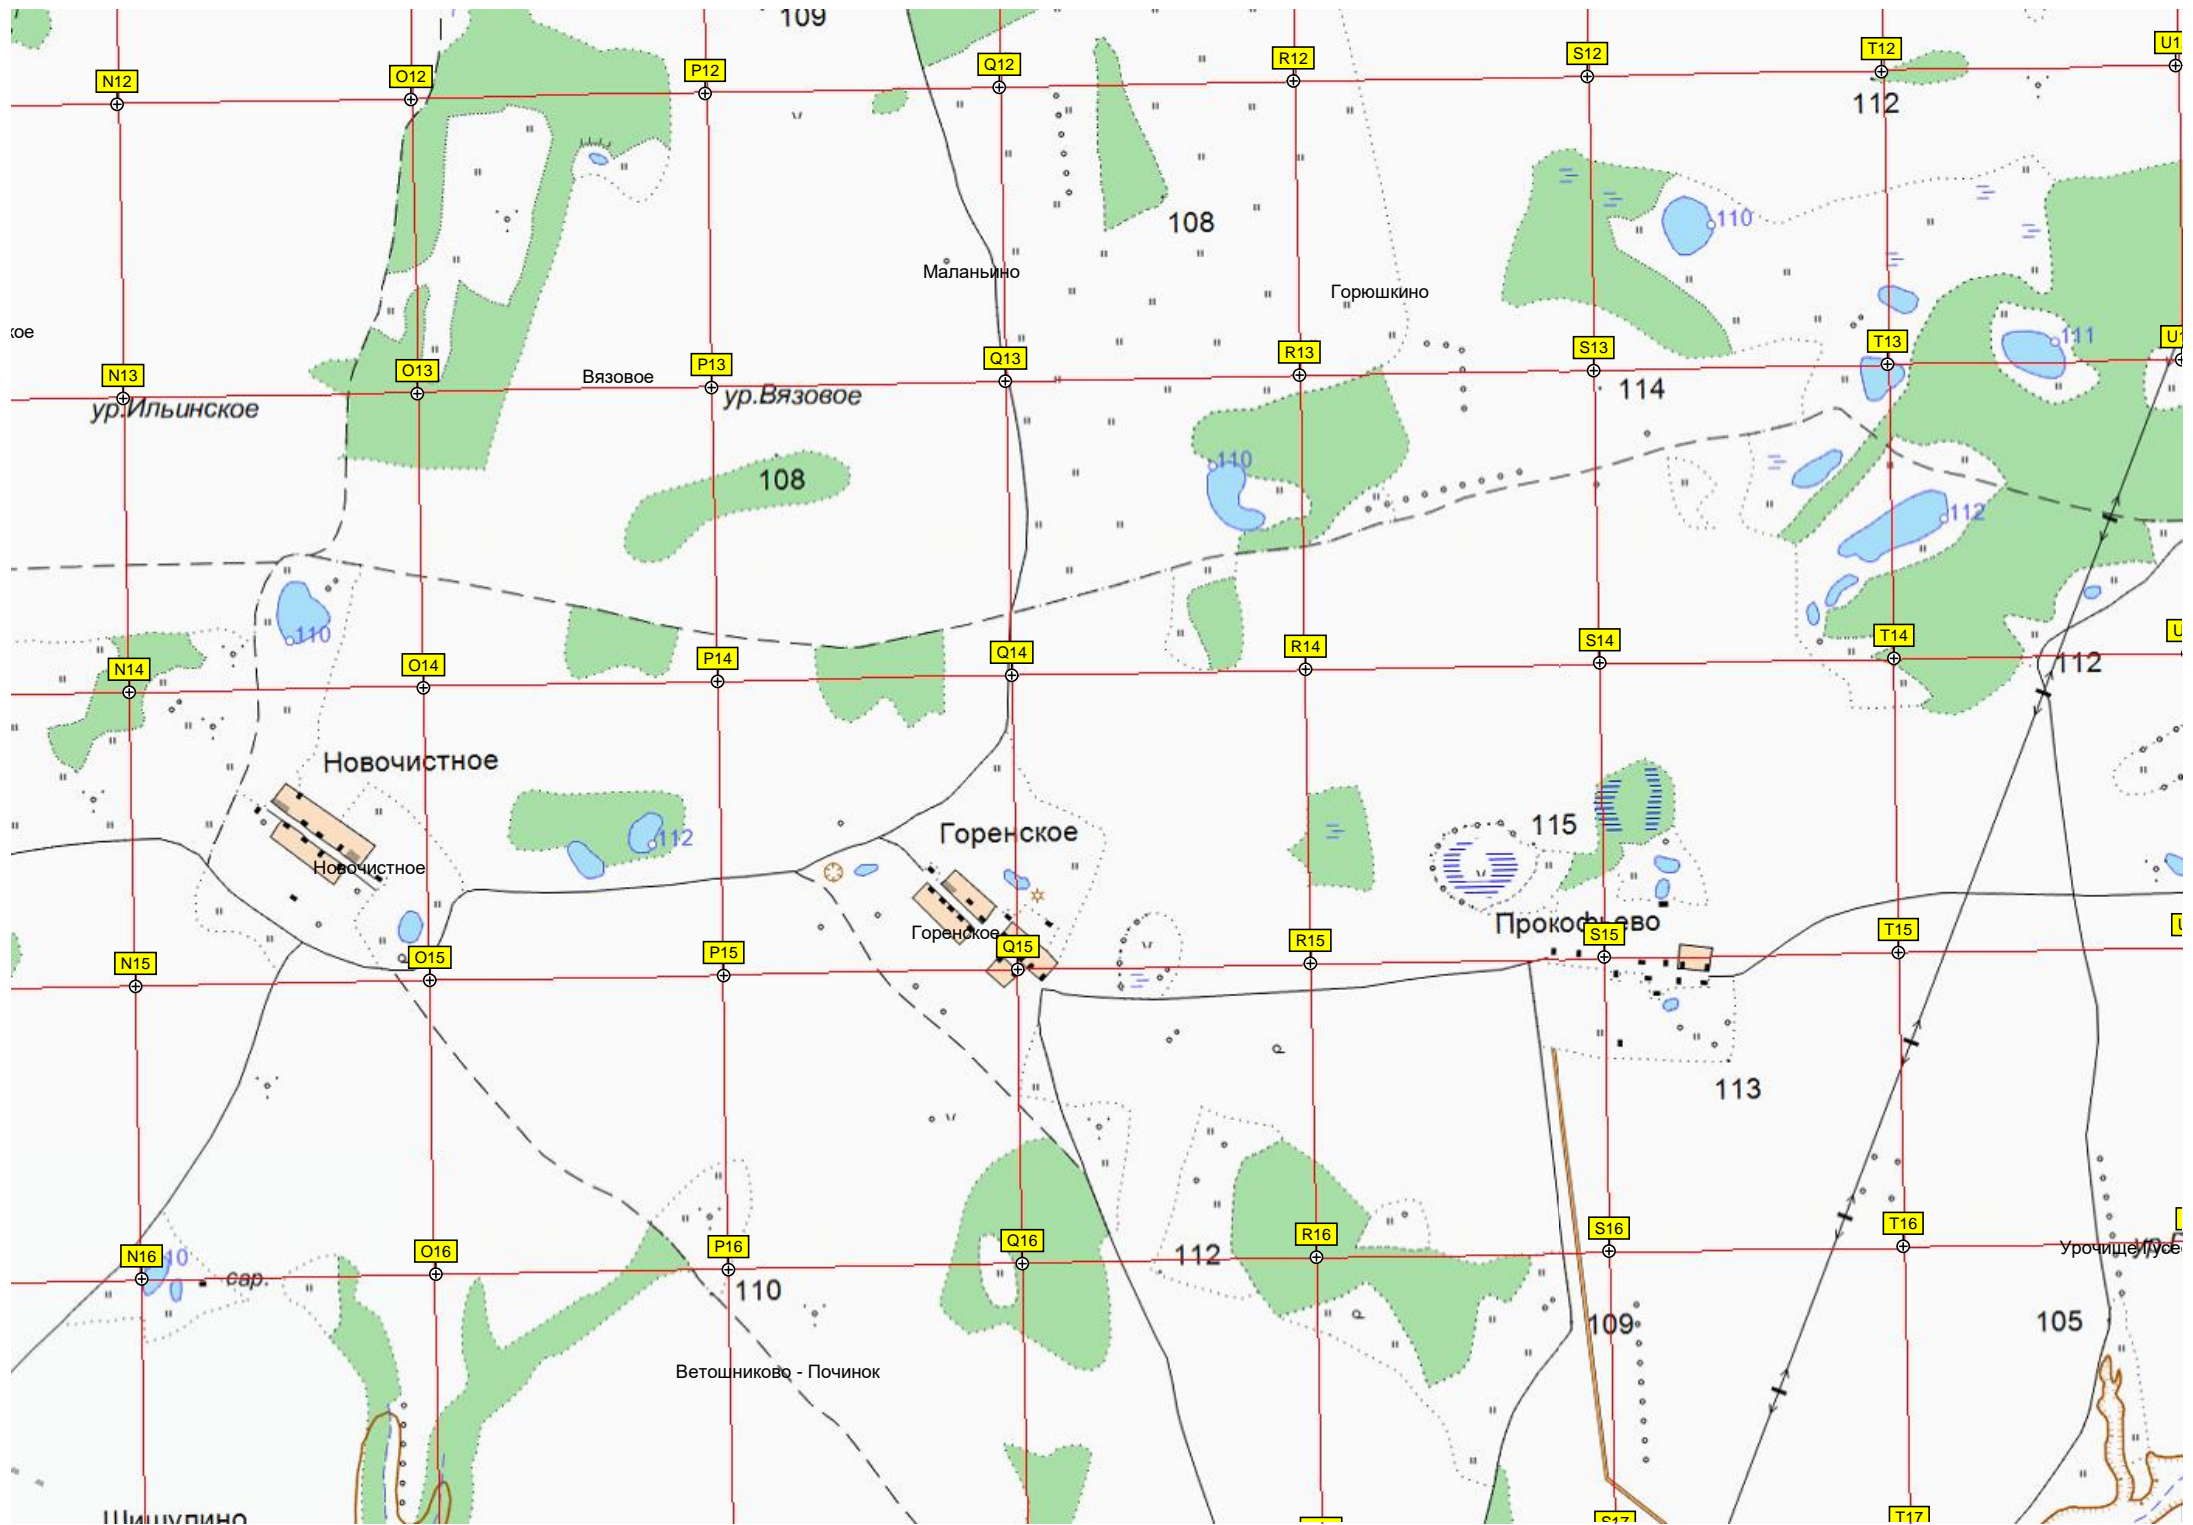 109
N12
O12
P12
Q12
R12
S12
T12
112
108
110
Маланьино
Горюшкино
111
N13
O13
P13
Q13
R13
S13
T13
Вязовое
ур.Ильинское
ур.Вязовое
114
108
110
112
110
N14
O14
P14
Q14
R14
S14
T14
112
Новочистное
Горенское
115
112
Новочистное
Горенское
Прокофьево
N15
O15
P15
Q15
R15
S15
T15
113
N16
O16
P16
Q16
R16
S16
T16
сар.
112
110
109
105
Ветошниково - Починок
T17